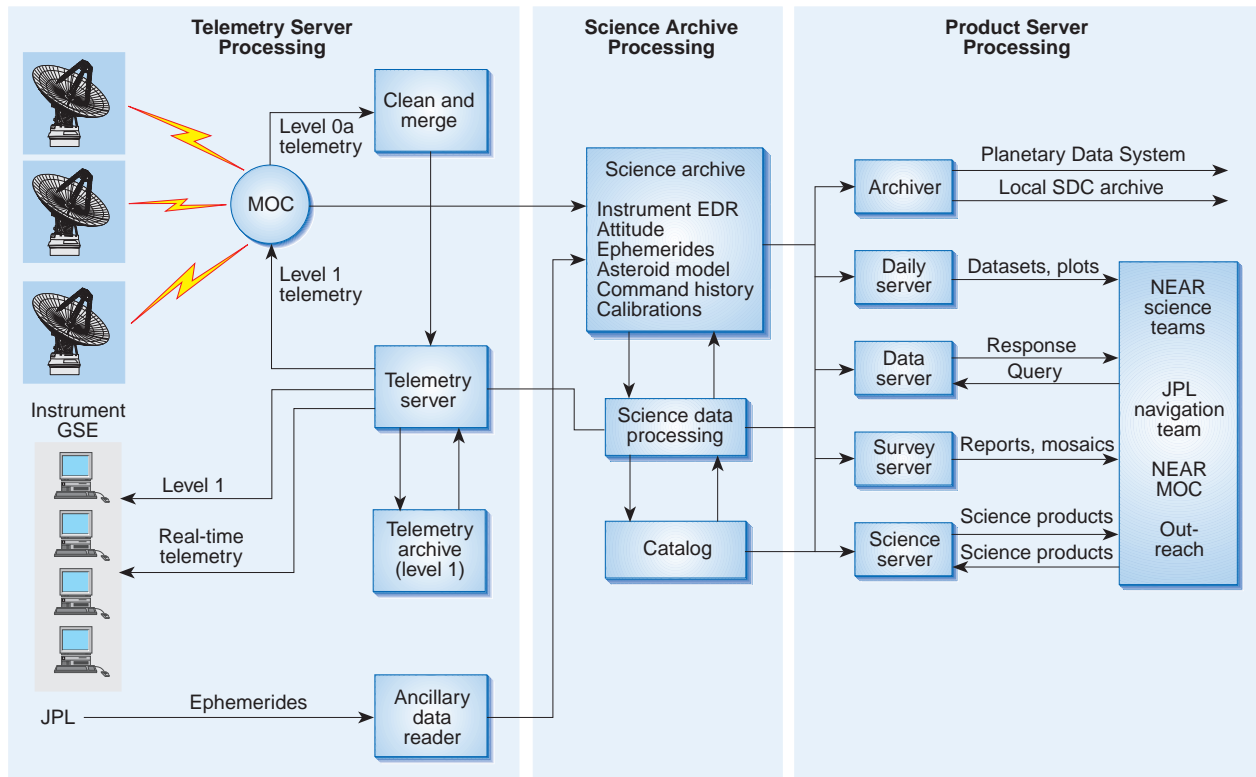 Telemetry Server
Processing
Clean and
merge
Level 0a
telemetry
MOC
Level 1
telemetry
Telemetry
server
Instrument
GSE
Level 1
Real-time
telemetry
Telemetry
archive
(level 1)
JPL
Ephemerides
Ancillary
data
reader
Science Archive
Processing
Science archive
Instrument EDR
Attitude
Ephemerides
Asteroid model
Command history
Calibrations
Science data
processing
Catalog
Product Server
Processing
Archiver
Planetary Data System
Local SDC archive
Daily
server
Datasets, plots
Data
server
Response
Query
Survey
server
Reports, mosaics
Science
server
Science products
Science products
NEAR
science
teams
JPL
navigation
team
NEAR
MOC
Out-
reach